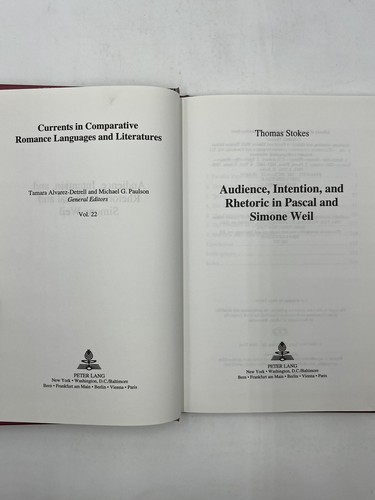 Currents in Comparative
Romance Languages and Literatures
Tamara Alvarez-Detrell and Michael G. Paulson
General Editors
Vol. 22
PETER LANG
New York • Washington, D.C./Baltimore
Bern • Frankfurt am Main • Berlin • Vienna • Paris
Thomas Stokes
Audience, Intention, and
Rhetoric in Pascal and
Simone Weil
PETER LANG
New York • Washington, D.C./Baltimore
Bern • Frankfurt am Main • Berlin • Vienna • Paris